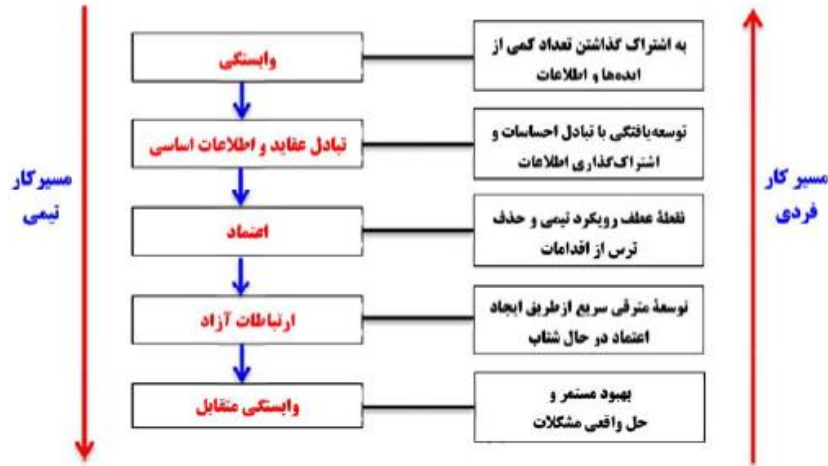 به اشتراک گذاشتن تعداد کمی از
ایده‌ها و اطلاعات
وابستگی
توسعه‌یافتگی با تبادل احساسات و
اشتراک‌گذاری اطلاعات
تبادل عقاید و اطلاعات اساسی
مسیر کار
فردی
مسیر کار
تیمی
نقطهٔ عطف رویکرد تیمی و حذف
ترس از اقدامات
اعتماد
توسعهٔ مترقی سریع از طریق ایجاد
اعتماد در حال شتاب
ارتباطات آزاد
بهبود مستمر و
حل واقعی مشکلات
وابستگی متقابل